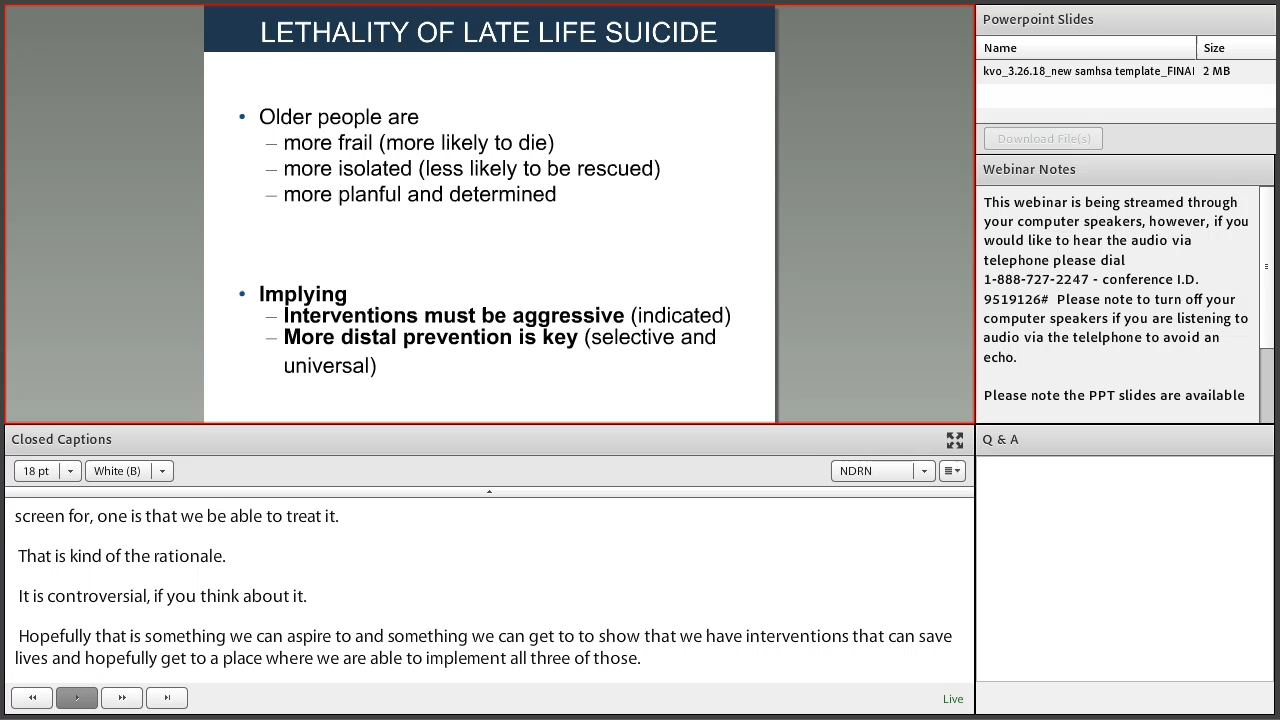 LETHALITY OF LATE LIFE SUICIDE
• Older people are
– more frail (more likely to die)
– more isolated (less likely to be rescued)
– more planful and determined
• Implying
– Interventions must be aggressive (indicated)
– More distal prevention is key (selective and
universal)
Powerpoint Slides
Name Size
kvo_3.26.18_new samhsa template_FINAI 2 MB
Download File(s)
Webinar Notes
This webinar is being streamed through
your computer speakers, however, if you
would like to hear the audio via
telephone please dial
1-888-727-2247 - conference I.D.
9519126# Please note to turn off your
computer speakers if you are listening to
audio via the telelphone to avoid an
echo.
Please note the PPT slides are available
Closed Captions
18 pt White (B) NDRN
screen for, one is that we be able to treat it.
That is kind of the rationale.
It is controversial, if you think about it.
Hopefully that is something we can aspire to and something we can get to to show that we have interventions that can save
lives and hopefully get to a place where we are able to implement all three of those.
Live
Q & A